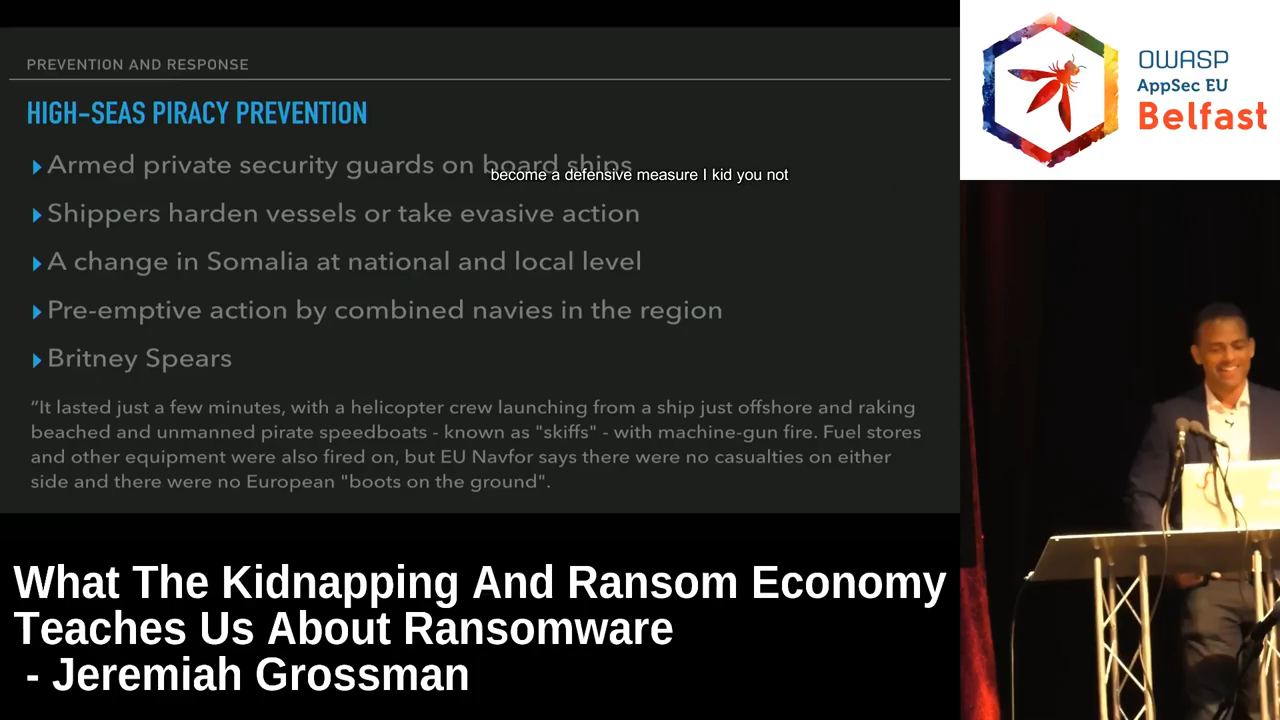 PREVENTION AND RESPONSE
HIGH-SEAS PIRACY PREVENTION
Armed private security guards on board ships
become a defensive measure I kid you not
Shippers harden vessels or take evasive action
A change in Somalia at national and local level
Pre-emptive action by combined navies in the region
Britney Spears
“It lasted just a few minutes, with a helicopter crew launching from a ship just offshore and raking
beached and unmanned pirate speedboats - known as "skiffs" - with machine-gun fire. Fuel stores
and other equipment were also fired on, but EU Navfor says there were no casualties on either
side and there were no European "boots on the ground".
OWASP
AppSec EU
Belfast
What The Kidnapping And Ransom Economy
Teaches Us About Ransomware
- Jeremiah Grossman